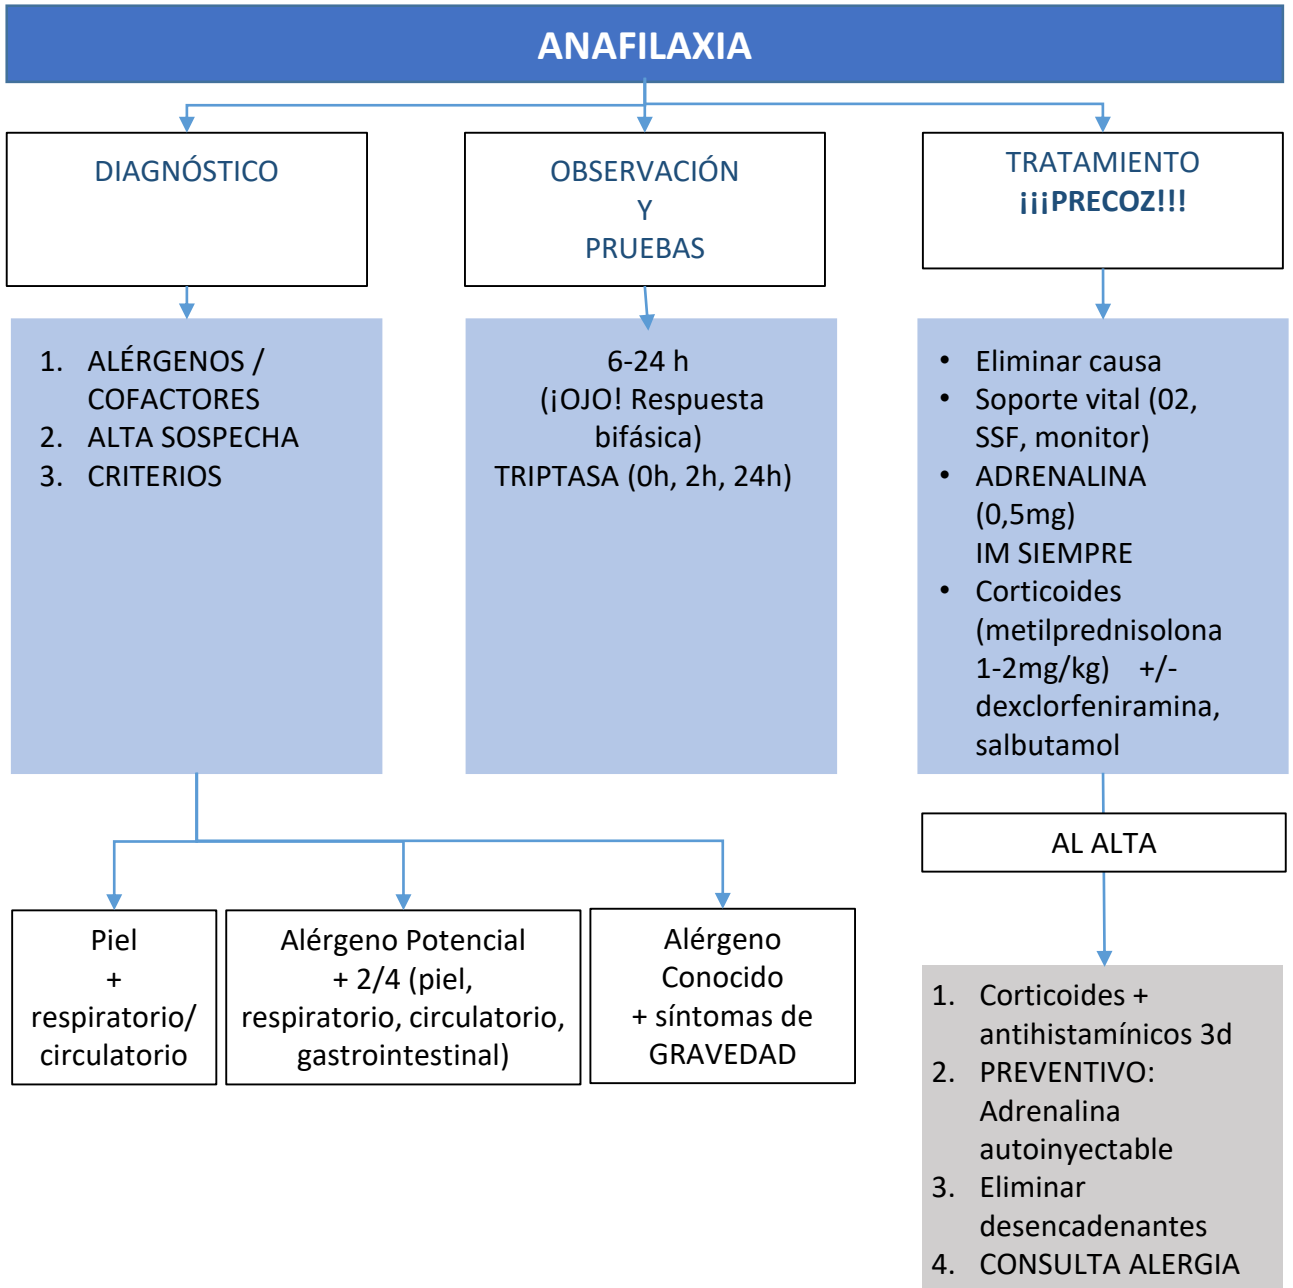 ANAFILAXIA
DIAGNÓSTICO
OBSERVACIÓN
Y
PRUEBAS
TRATAMIENTO
¡¡¡PRECOZ!!!
1. ALÉRGENOS /
COFACTORES
2. ALTA SOSPECHA
3. CRITERIOS
6-24 h
(¡OJO! Respuesta
bifásica)
TRIPTASA (0h, 2h, 24h)
• Eliminar causa
• Soporte vital (02,
SSF, monitor)
• ADRENALINA
(0,5mg)
IM SIEMPRE
• Corticoides
(metilprednisolona
1-2mg/kg) +/-
dexclorfeniramina,
salbutamol
Piel
+
respiratorio/
circulatorio
Alérgeno Potencial
+ 2/4 (piel,
respiratorio, circulatorio,
gastrointestinal)
Alérgeno
Conocido
+ síntomas de
GRAVEDAD
AL ALTA
1. Corticoides +
antihistamínicos 3d
2. PREVENTIVO:
Adrenalina
autoinyectable
3. Eliminar
desencadenantes
4. CONSULTA ALERGIA